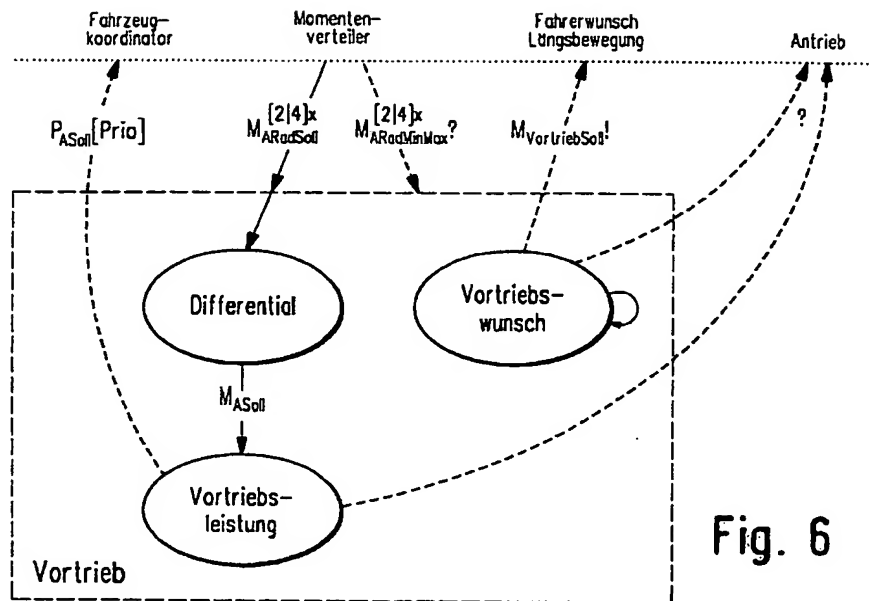 Fahrzeug-
koordinator
Momenten-
verteiler
Fahrerwunsch
Längsbewegung
Antrieb
P_ASoll[Prio]
M_ARadSoll^[2|4]x
M_ARadMinMax^[2|4]x?
M_VortriebSoll!
?
Differential
Vortriebs-
wunsch
M_ASoll
Vortriebs-
leistung
Vortrieb
Fig. 6